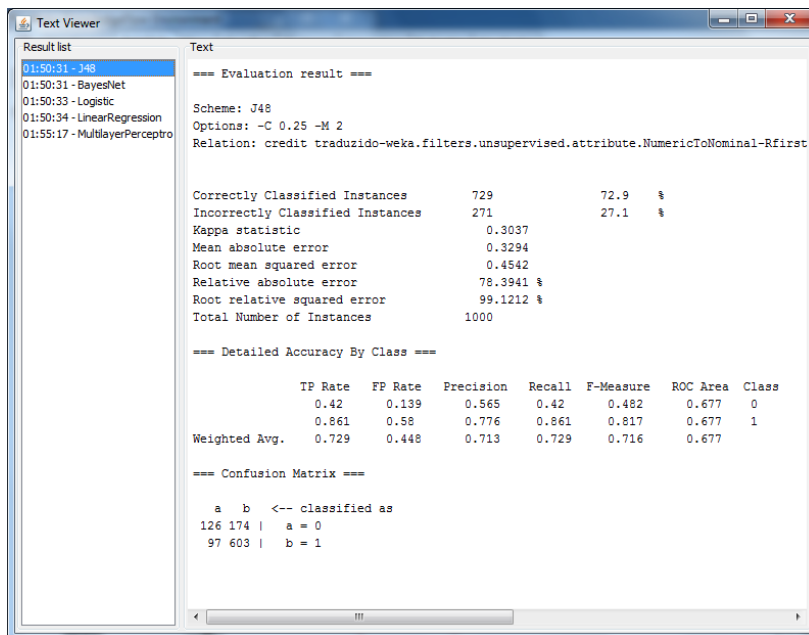 Text Viewer
Result list
01:50:31 - J48
01:50:31 - BayesNet
01:50:33 - Logistic
01:50:34 - LinearRegression
01:55:17 - MultilayerPerceptro
Text
=== Evaluation result ===
Scheme: J48
Options: -C 0.25 -M 2
Relation: credit traduzido-weka.filters.unsupervised.attribute.NumericToNominal-Rfirst
Correctly Classified Instances 729 72.9 %
Incorrectly Classified Instances 271 27.1 %
Kappa statistic 0.3037
Mean absolute error 0.3294
Root mean squared error 0.4542
Relative absolute error 78.3941 %
Root relative squared error 99.1212 %
Total Number of Instances 1000
=== Detailed Accuracy By Class ===
TP Rate FP Rate Precision Recall F-Measure ROC Area Class
0.42 0.139 0.565 0.42 0.482 0.677 0
0.861 0.58 0.776 0.861 0.817 0.677 1
Weighted Avg. 0.729 0.448 0.713 0.729 0.716 0.677
=== Confusion Matrix ===
a b <-- classified as
126 174 | a = 0
97 603 | b = 1